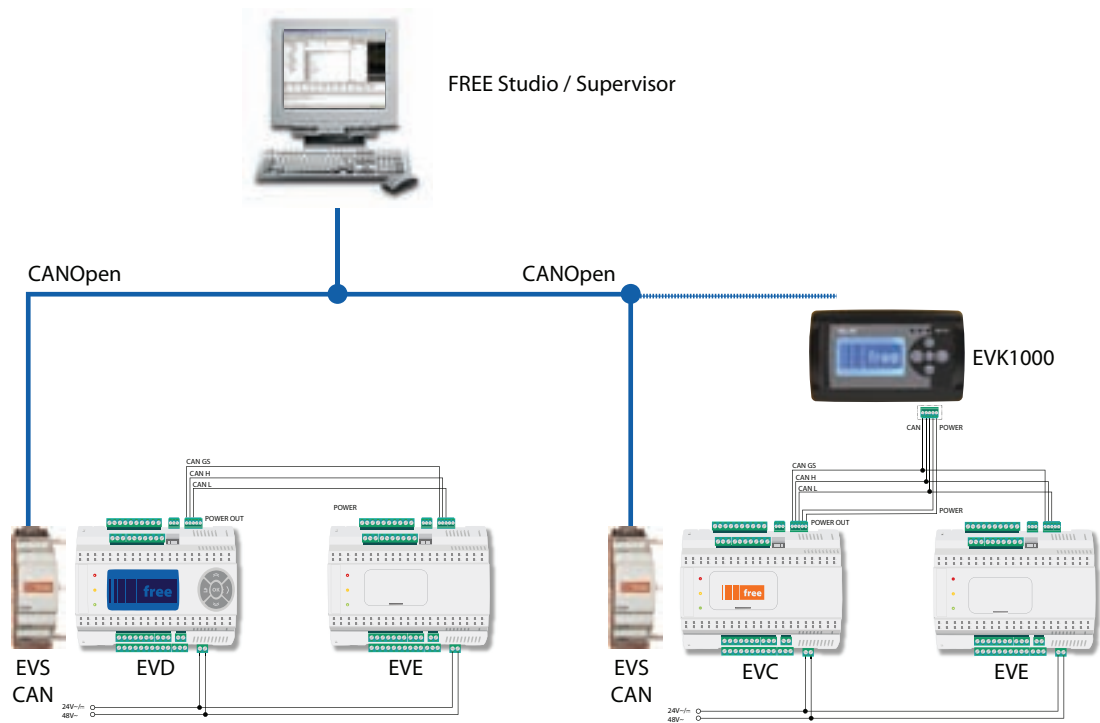 FREE Studio / Supervisor
CANOpen
CANOpen
EVK1000
free
CAN
POWER
CAN GS
CAN H
CAN L
POWER OUT
POWER
CAN GS
CAN H
CAN L
POWER OUT
POWER
free
free
EVS
CAN
EVD
EVE
EVS
CAN
EVC
EVE
24V~/=
48V~
24V~/=
48V~